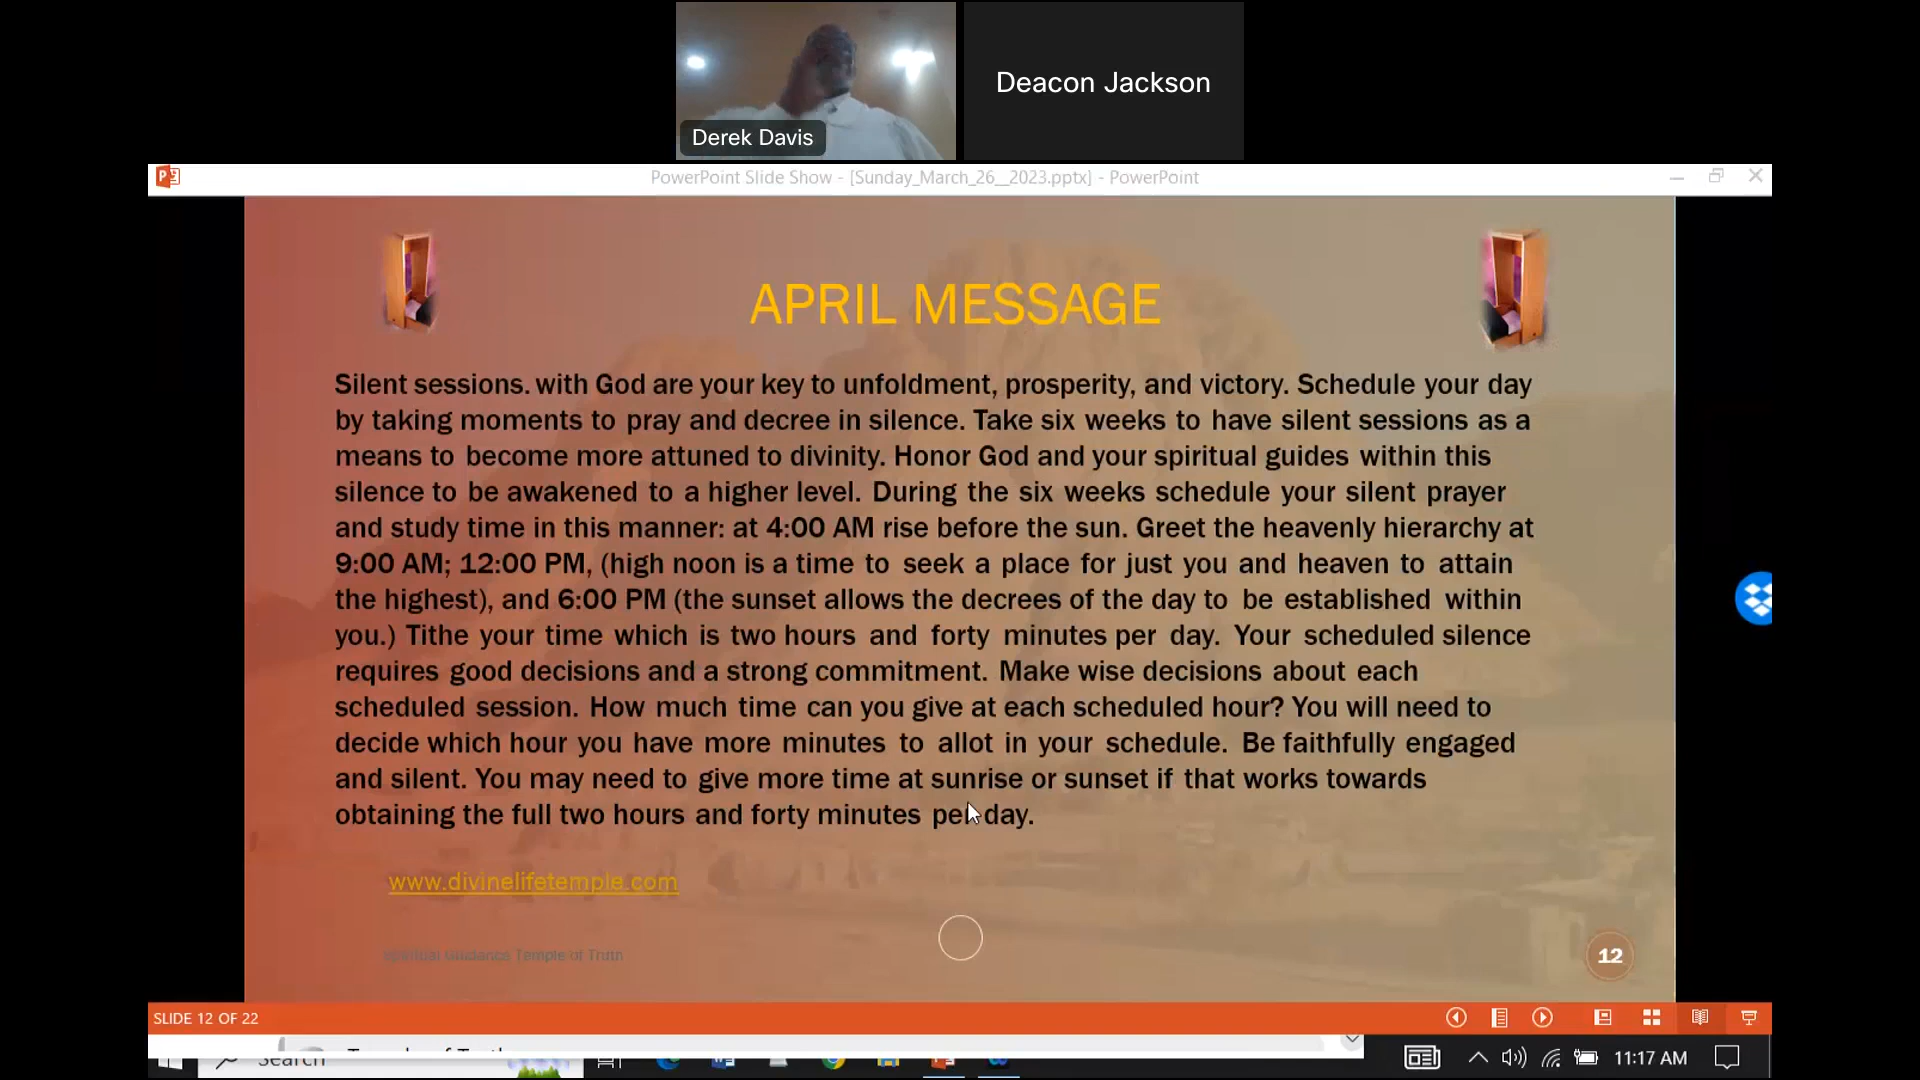 Deacon Jackson
Derek Davis
PowerPoint Slide Show - [Sunday_March_26__2023.pptx] - PowerPoint
APRIL MESSAGE
Silent sessions. with God are your key to unfoldment, prosperity, and victory. Schedule your day
by taking moments to pray and decree in silence. Take six weeks to have silent sessions as a
means to become more attuned to divinity. Honor God and your spiritual guides within this
silence to be awakened to a higher level. During the six weeks schedule your silent prayer
and study time in this manner: at 4:00 AM rise before the sun. Greet the heavenly hierarchy at
9:00 AM; 12:00 PM, (high noon is a time to seek a place for just you and heaven to attain
the highest), and 6:00 PM (the sunset allows the decrees of the day to be established within
you.) Tithe your time which is two hours and forty minutes per day. Your scheduled silence
requires good decisions and a strong commitment. Make wise decisions about each
scheduled session. How much time can you give at each scheduled hour? You will need to
decide which hour you have more minutes to allot in your schedule. Be faithfully engaged
and silent. You may need to give more time at sunrise or sunset if that works towards
obtaining the full two hours and forty minutes per day.
www.divinelifetemple.com
Spiritual Guidance Temple of Truth
12
SLIDE 12 OF 22
Search
11:17 AM